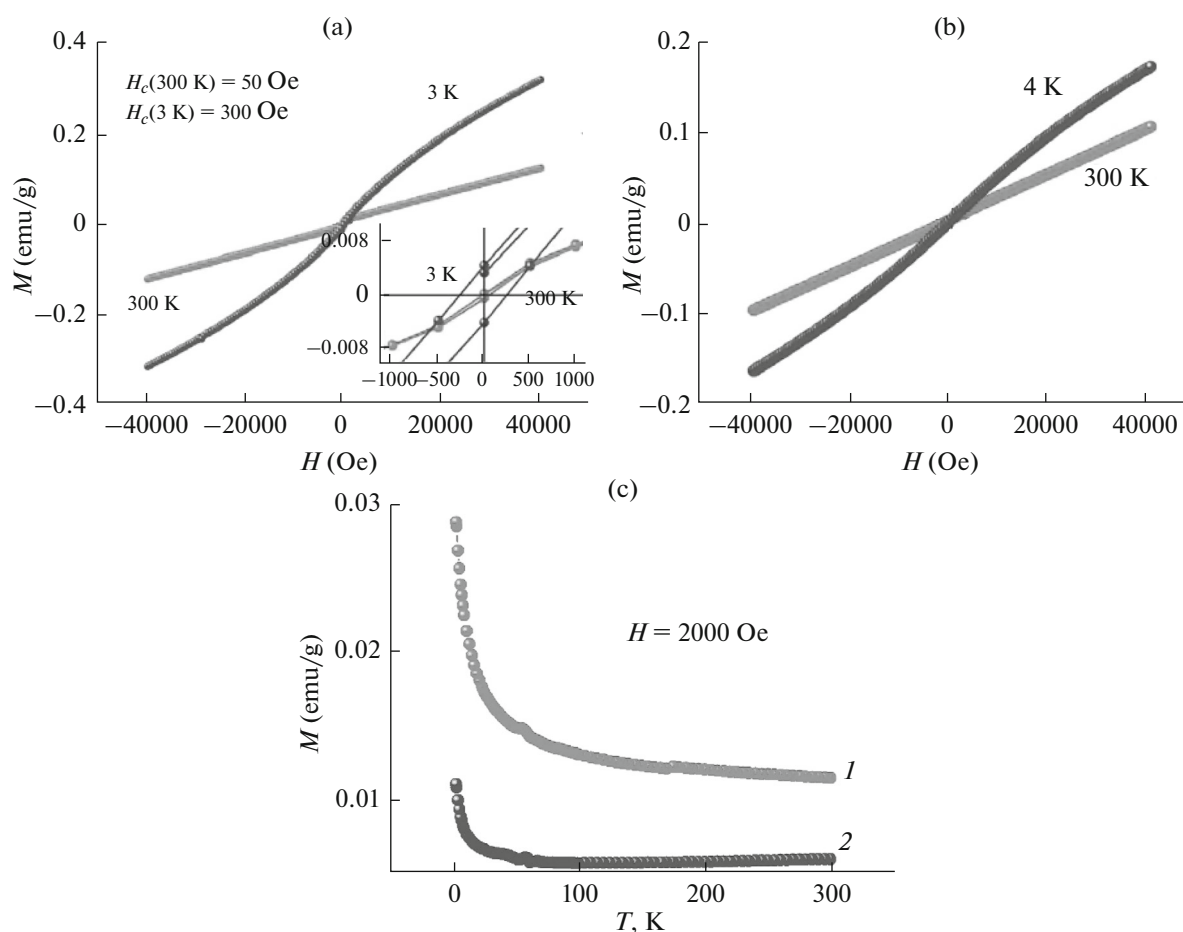 (a)
0.4
0.2
0
−0.2
−0.4
M (emu/g)
H_c(300 K) = 50 Oe
H_c(3 K) = 300 Oe
3 K
300 K
0.008
0
−0.008
3 K
300 K
−1000 −500 0 500 1000
−40000 −20000 0 20000 40000
H (Oe)
(b)
0.2
0.1
0
−0.1
−0.2
M (emu/g)
4 K
300 K
−40000 −20000 0 20000 40000
H (Oe)
(c)
0.03
0.02
0.01
M (emu/g)
H = 2000 Oe
1
2
0 100 200 300
T, K